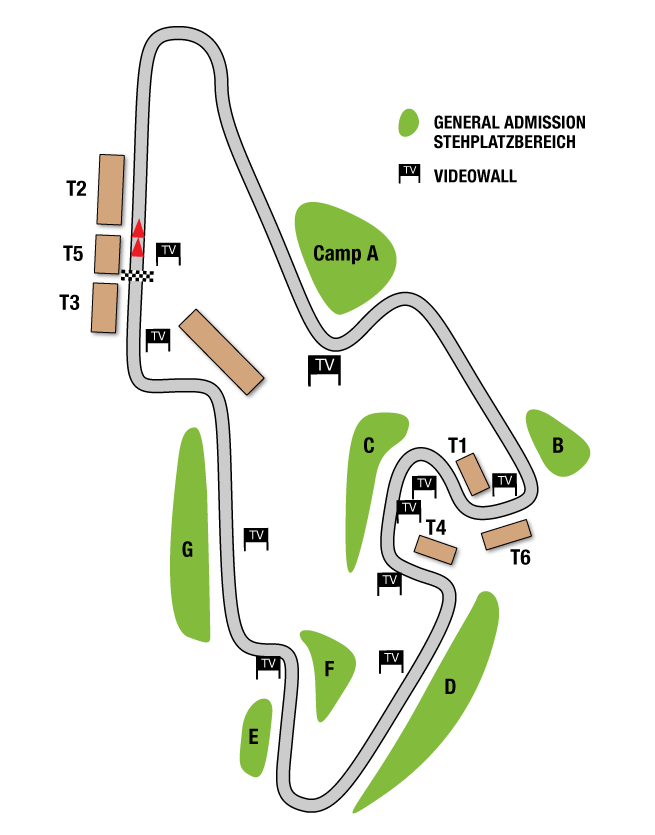 GENERAL ADMISSION
STEHPLATZBEREICH
TV VIDEOWALL
T2
T5
TV
Camp A
T3
TV
TV
C
T1
B
TV
TV
TV
T4
T6
TV
G
TV
TV
F
TV
D
E